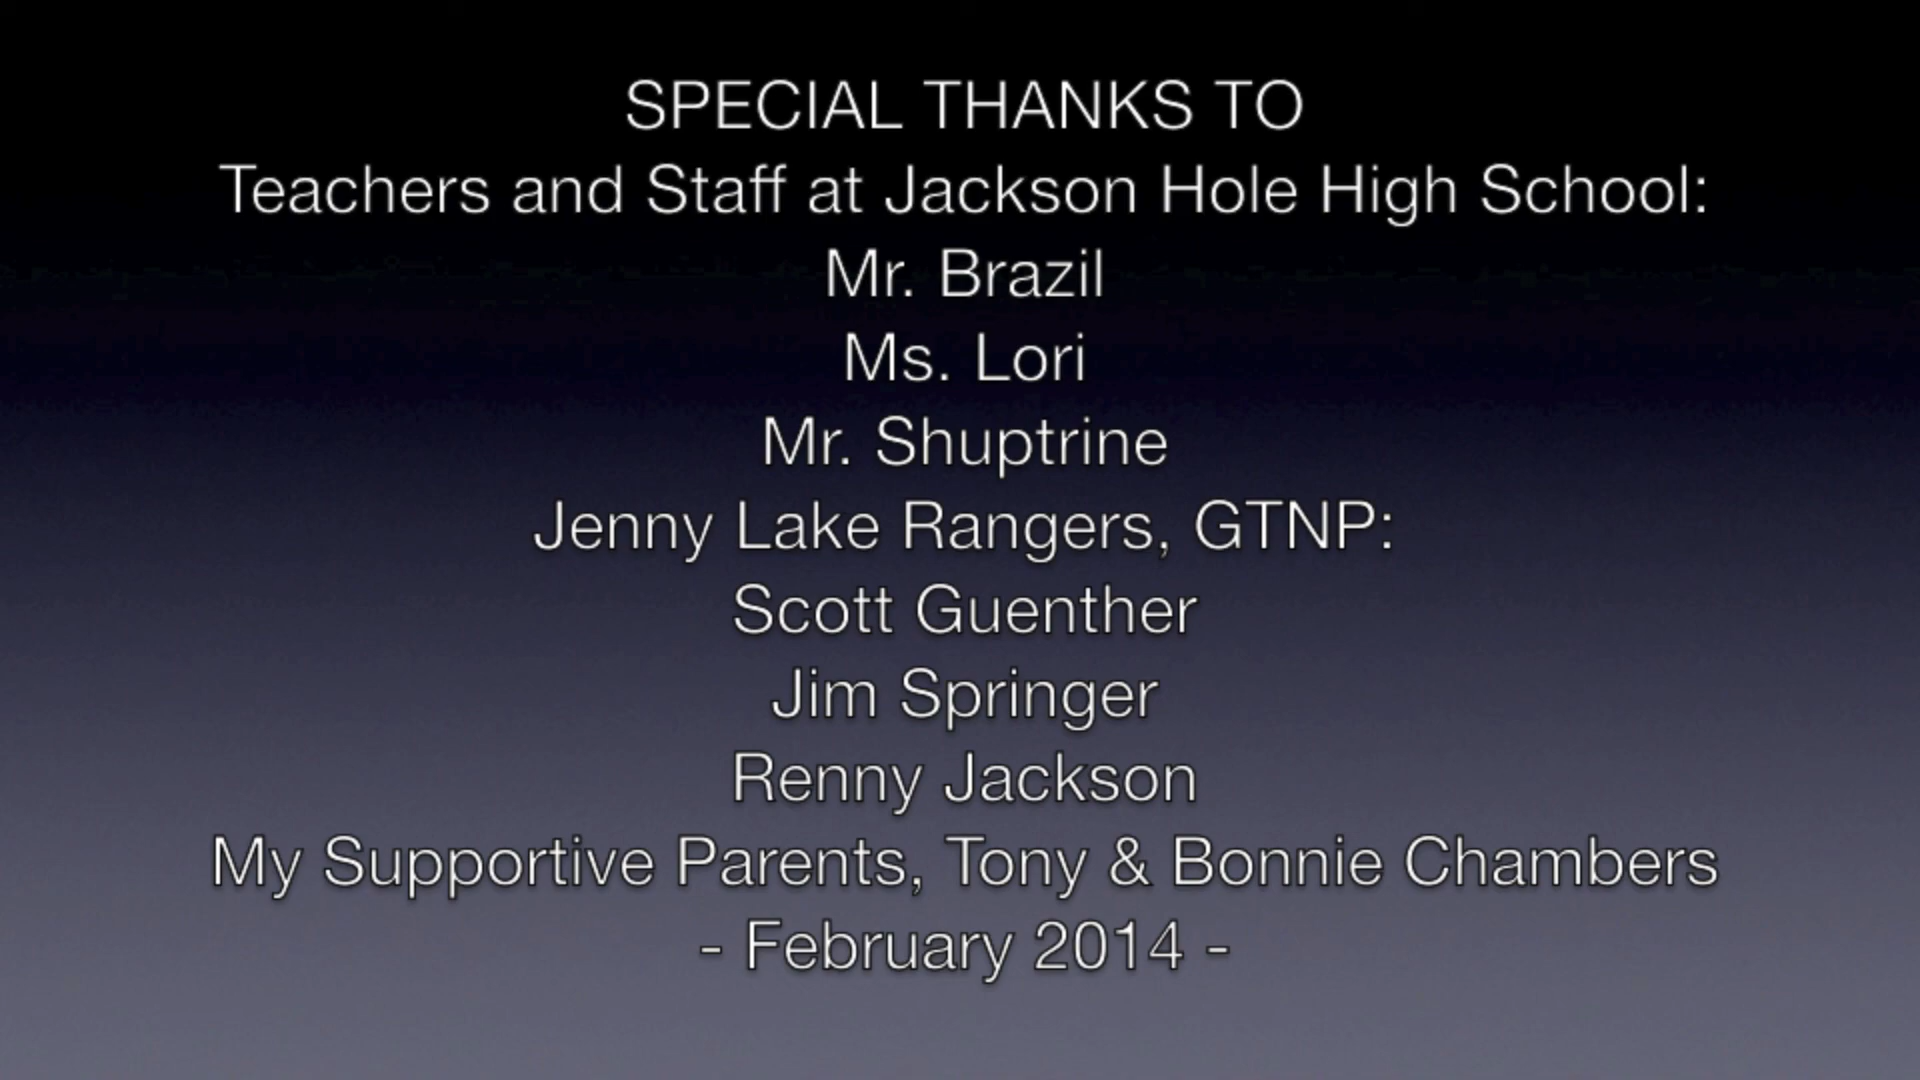 SPECIAL THANKS TO
Teachers and Staff at Jackson Hole High School:
Mr. Brazil
Ms. Lori
Mr. Shuptrine
Jenny Lake Rangers, GTNP:
Scott Guenther
Jim Springer
Renny Jackson
My Supportive Parents, Tony & Bonnie Chambers
- February 2014 -